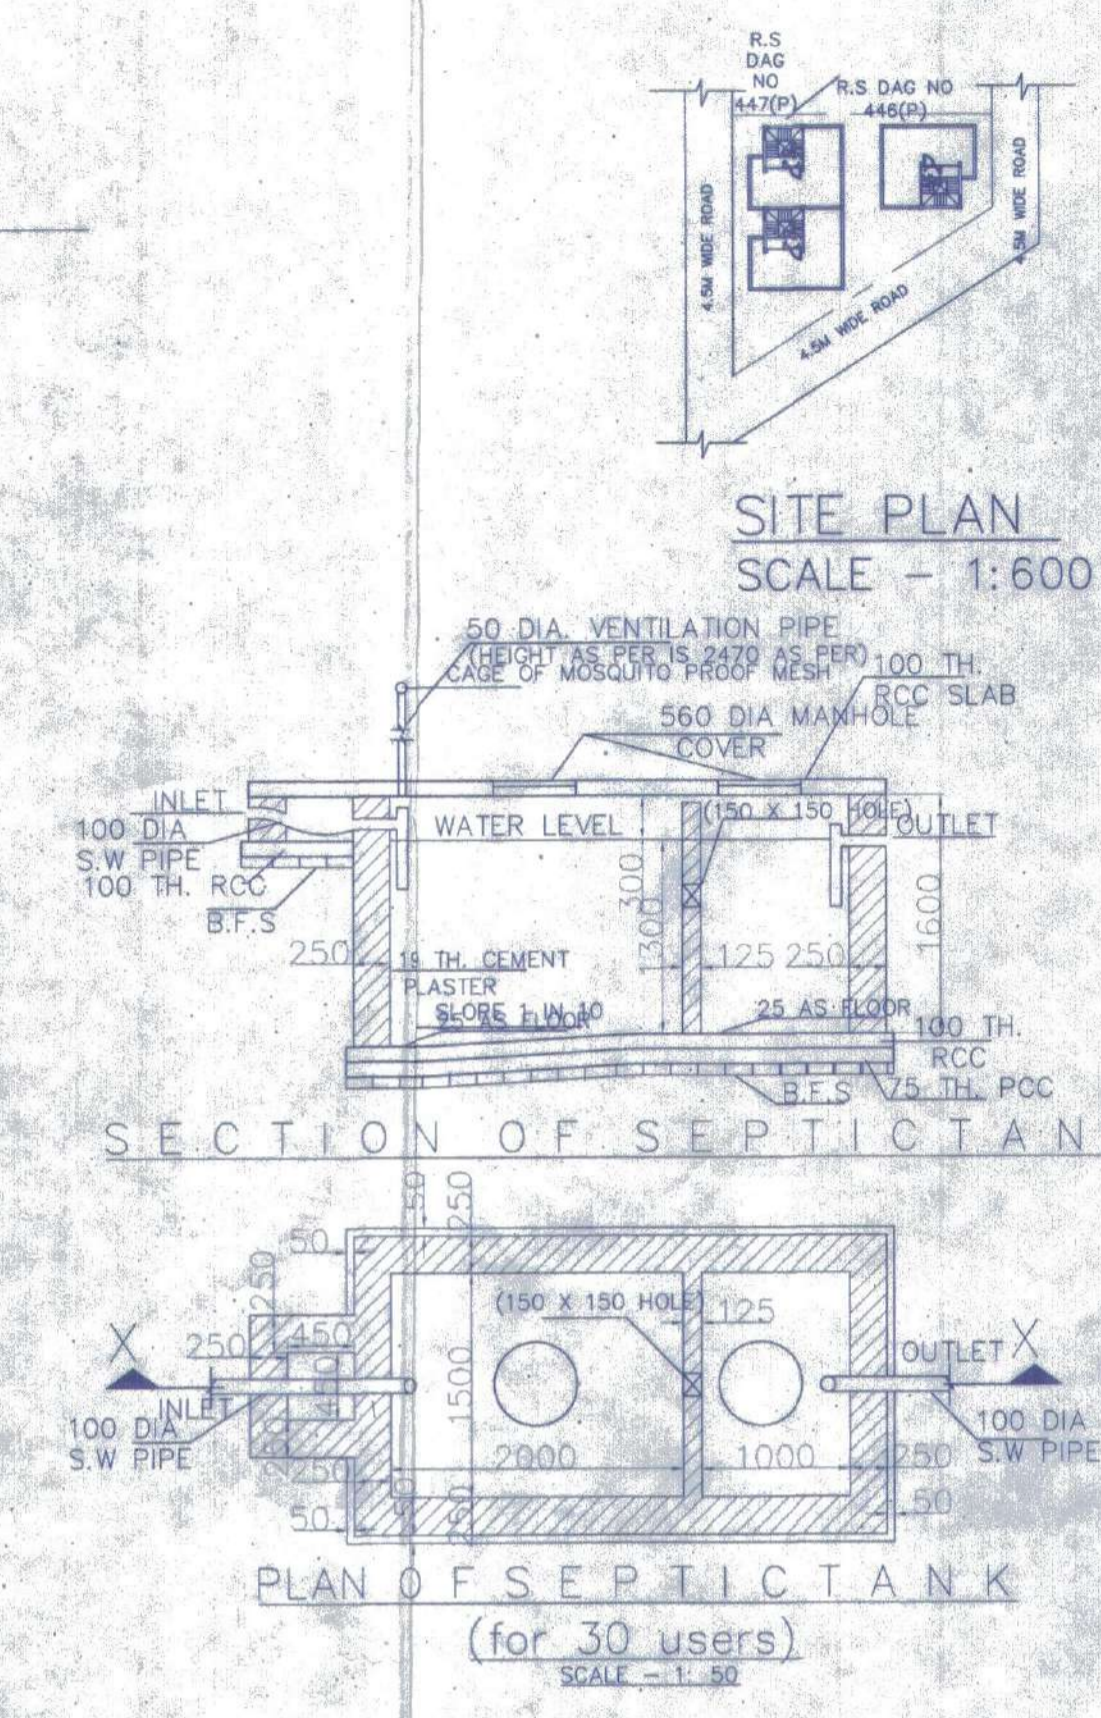 R.S
DAG
NO
447(P)
R.S DAG NO
446(P)
4.5M WIDE ROAD
4.5M WIDE ROAD
4.5M WIDE ROAD
SITE PLAN
SCALE - 1:600
50 DIA. VENTILATION PIPE
(HEIGHT AS PER IS 2470 AS PER)
CAGE OF MOSQUITO PROOF MESH
100 TH.
RCC SLAB
560 DIA MANHOLE
COVER
INLET
100 DIA
S.W PIPE
100 TH. RCC
B.F.S
WATER LEVEL
(150 X 150 HOLE)
OUTLET
300
1300
1600
250
125
250
19 TH. CEMENT
PLASTER
SLOPE 1 IN 10
25 AS FLOOR
25 AS FLOOR
100 TH.
RCC
B.F.S
75 TH. PCC
SECTION OF SEPTICTAN
50
250
50
250
(150 X 150 HOLE)
125
X
250
450
450
1500
OUTLET
X
INLET
100 DIA
S.W PIPE
100 DIA
S.W PIPE
250
2000
1000
250
250
50
50
250
50
PLAN OF SEPTICTANK
(for 30 users)
SCALE - 1: 50